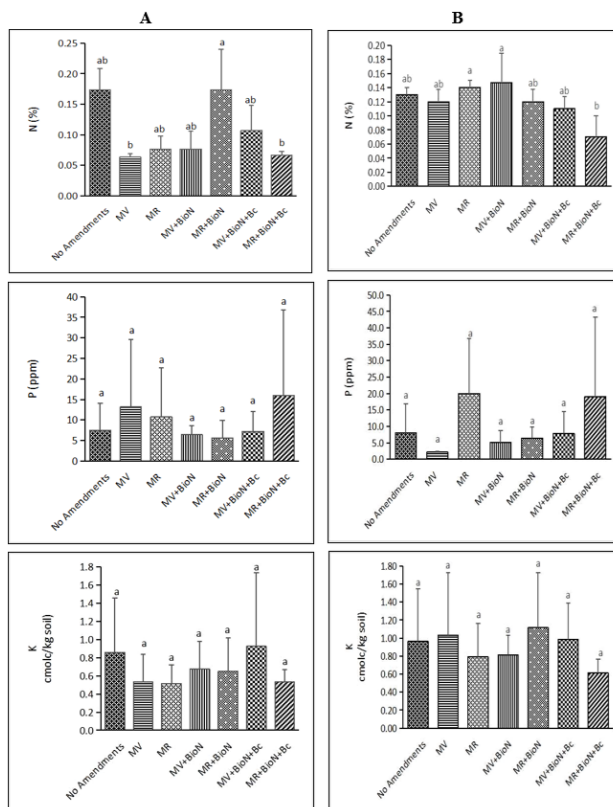 A
B
0.25
0.20
0.15
0.10
0.05
0.00
N (%)
ab
b
ab
ab
a
ab
b
No Amendments
MV
MR
MV+BioN
MR+BioN
MV+BioN+Bc
MR+BioN+Bc
0.20
0.18
0.16
0.14
0.12
0.10
0.08
0.06
0.04
0.02
0.00
N (%)
ab
ab
a
a
ab
ab
b
No Amendments
MV
MR
MV+BioN
MR+BioN
MV+BioN+Bc
MR+BioN+Bc
40
35
30
25
20
15
10
5
0
P (ppm)
a
a
a
a
a
a
a
No Amendments
MV
MR
MV+BioN
MR+BioN
MV+BioN+Bc
MR+BioN+Bc
50.0
45.0
40.0
35.0
30.0
25.0
20.0
15.0
10.0
5.0
0.0
P (ppm)
a
a
a
a
a
a
a
No Amendments
MV
MR
MV+BioN
MR+BioN
MV+BioN+Bc
MR+BioN+Bc
1.8
1.6
1.4
1.2
1.0
0.8
0.6
0.4
0.2
0.0
K
cmolc/kg soil)
a
a
a
a
a
a
a
No Amendments
MV
MR
MV+BioN
MR+BioN
MV+BioN+Bc
MR+BioN+Bc
1.80
1.60
1.40
1.20
1.00
0.80
0.60
0.40
0.20
0.00
K
cmolc/kg soil)
a
a
a
a
a
a
a
No Amendments
MV
MR
MV+BioN
MR+BioN
MV+BioN+Bc
MR+BioN+Bc